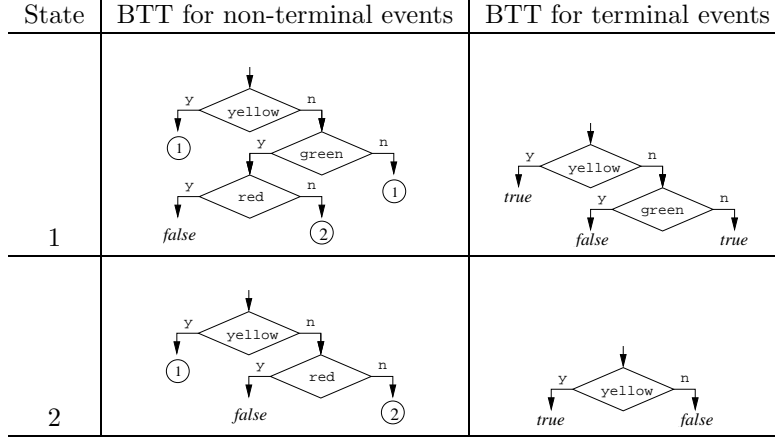 State BTT for non-terminal events BTT for terminal events
y yellow n
1
y green n
1
y red n
false
2
y yellow n
true
y green n
false
true
1
y yellow n
1
y red n
false
2
y yellow n
true
false
2